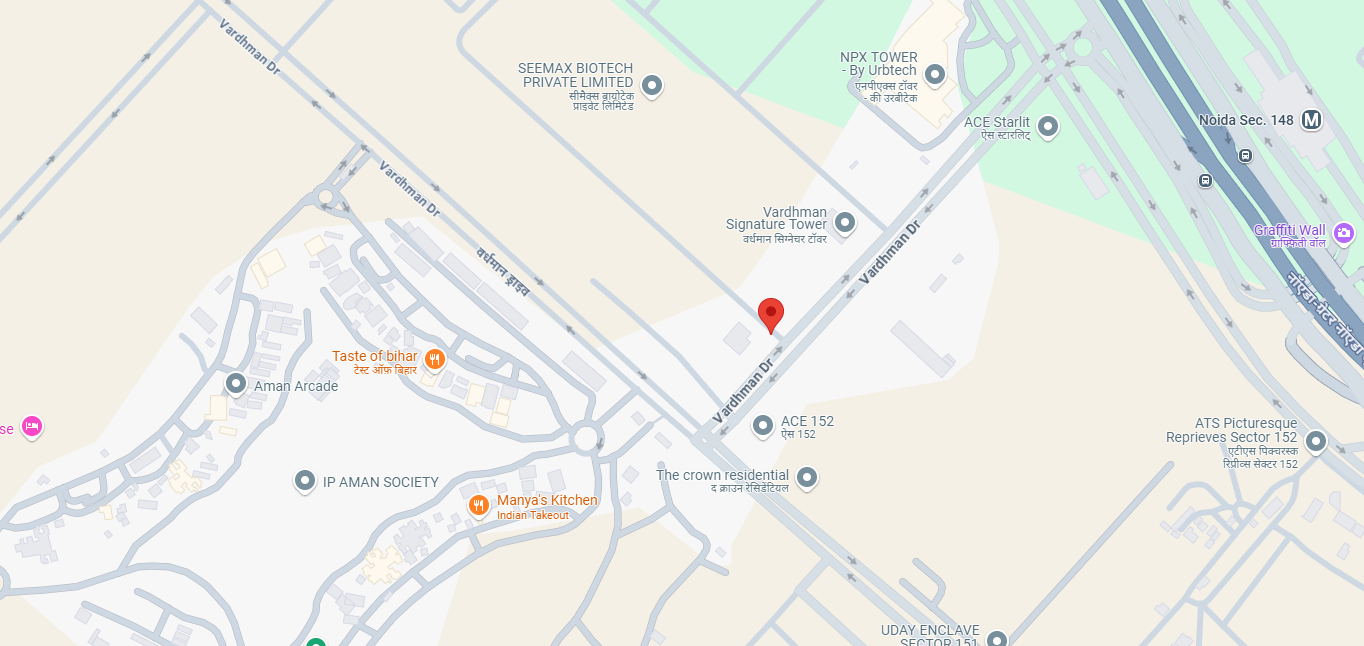 Vardhman Dr
SEEMAX BIOTECH
PRIVATE LIMITED
सीमैक्स बायोटेक
प्राइवेट लिमिटेड
NPX TOWER
- By Urbtech
एनपीएक्स टॉवर
- की उरबीटेक
ACE Starlit
ऐस स्टारलिट्
Noida Sec. 148
M
Vardhman Dr
Vardhman
Signature Tower
वर्धमान सिग्नेचर टॉवर
Vardhman Dr
Graffiti Wall
ग्राफ्फिती वॉल
वर्धमान ड्राइव
नॉएडा-ग्रेटर नॉएडा
Taste of bihar
टेस्ट ऑफ़ बिहार
Aman Arcade
Vardhman Dr
se
ACE 152
ऐस 152
ATS Picturesque
Reprieves Sector 152
एटीएस पिक्चरस्क
रिप्रीव्स सेक्टर 152
The crown residential
द क्राउन रेसिडेंटियल
IP AMAN SOCIETY
Manya's Kitchen
Indian Takeout
UDAY ENCLAVE
SECTOR 151